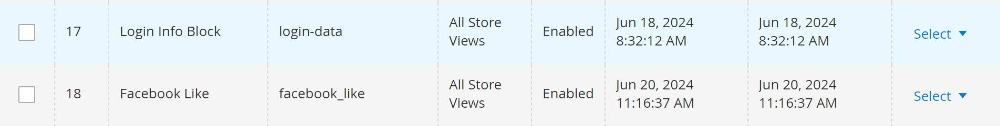 17 Login Info Block login-data All Store Views Enabled Jun 18, 2024 8:32:12 AM Jun 18, 2024 8:32:12 AM Select
18 Facebook Like facebook_like All Store Views Enabled Jun 20, 2024 11:16:37 AM Jun 20, 2024 11:16:37 AM Select